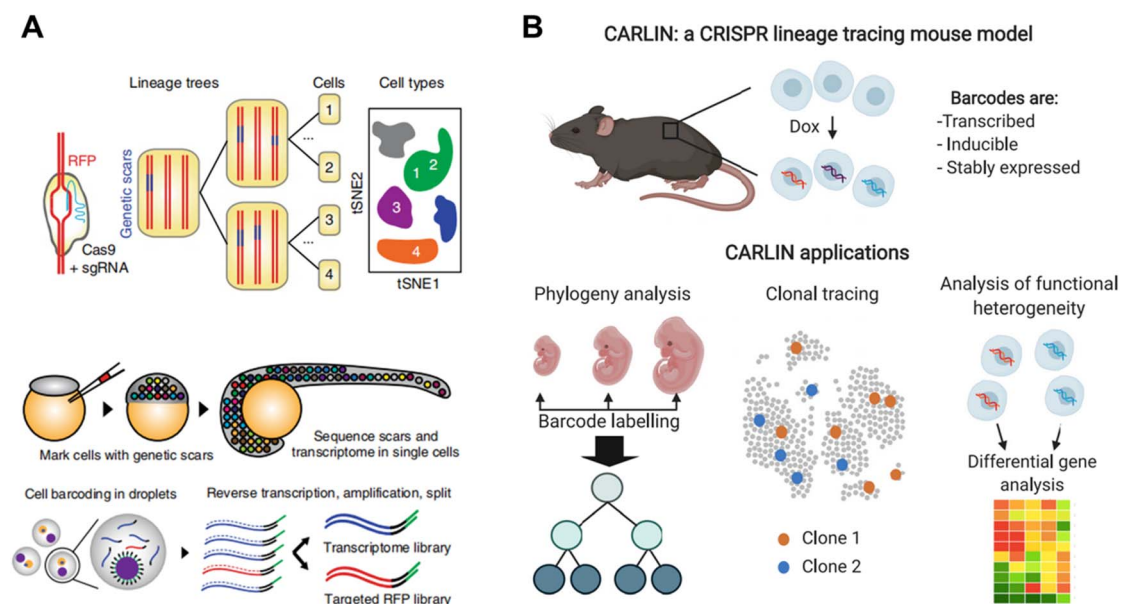 A
Lineage trees
Cells
Cell types
RFP
Genetic scars
Cas9
+ sgRNA
1
...
2
3
...
4
tSNE2
1
2
3
4
tSNE1
Mark cells with genetic scars
Sequence scars and
transcriptome in single cells
Cell barcoding in droplets
Reverse transcription, amplification, split
Transcriptome library
Targeted RFP library
B
CARLIN: a CRISPR lineage tracing mouse model
Dox
Barcodes are:
-Transcribed
- Inducible
- Stably expressed
CARLIN applications
Phylogeny analysis
Barcode labelling
Clonal tracing
Clone 1
Clone 2
Analysis of functional
heterogeneity
Differential gene
analysis